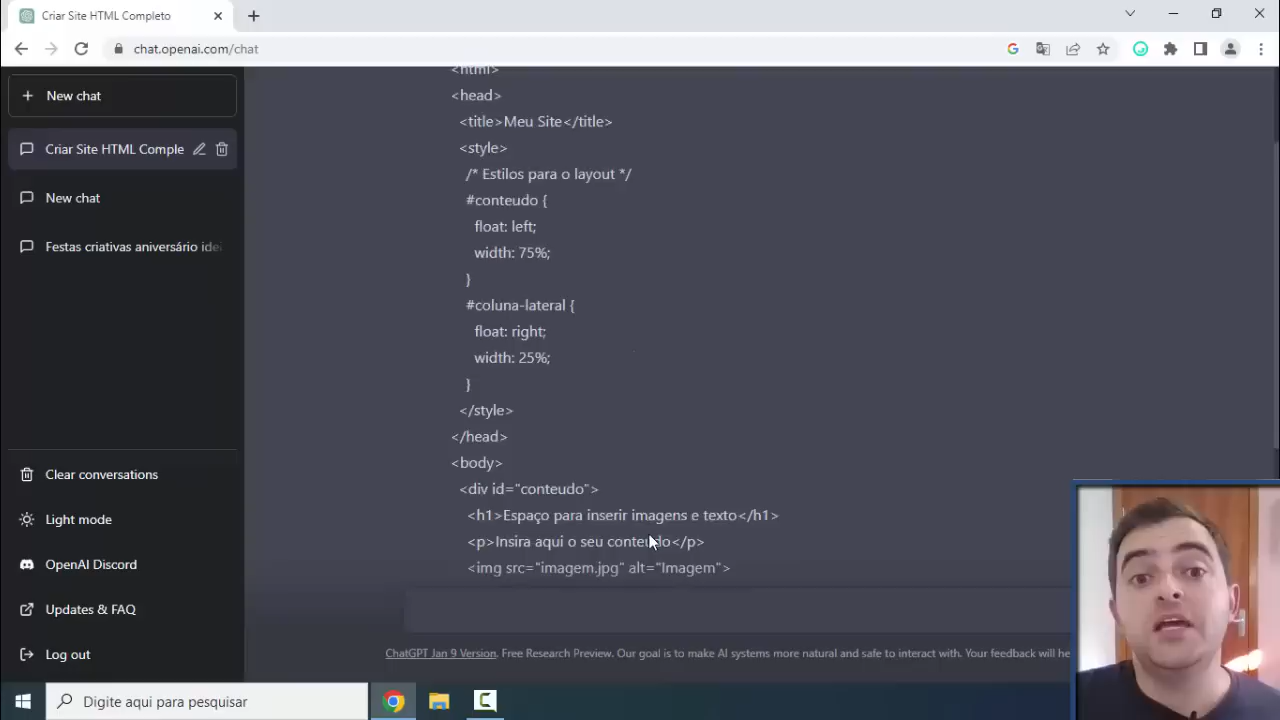 Criar Site HTML Completo
chat.openai.com/chat
New chat
Criar Site HTML Comple
New chat
Festas criativas aniversário ide
Clear conversations
Light mode
OpenAI Discord
Updates & FAQ
Log out
<html>
<head>
<title>Meu Site</title>
<style>
/* Estilos para o layout */
#conteudo {
float: left;
width: 75%;
}
#coluna-lateral {
float: right;
width: 25%;
}
</style>
</head>
<body>
<div id="conteudo">
<h1>Espaço para inserir imagens e texto</h1>
<p>Insira aqui o seu conteúdo</p>
<img src="imagem.jpg" alt="Imagem">
ChatGPT Jan 9 Version. Free Research Preview. Our goal is to make AI systems more natural and safe to interact with. Your feedback will he
Digite aqui para pesquisar